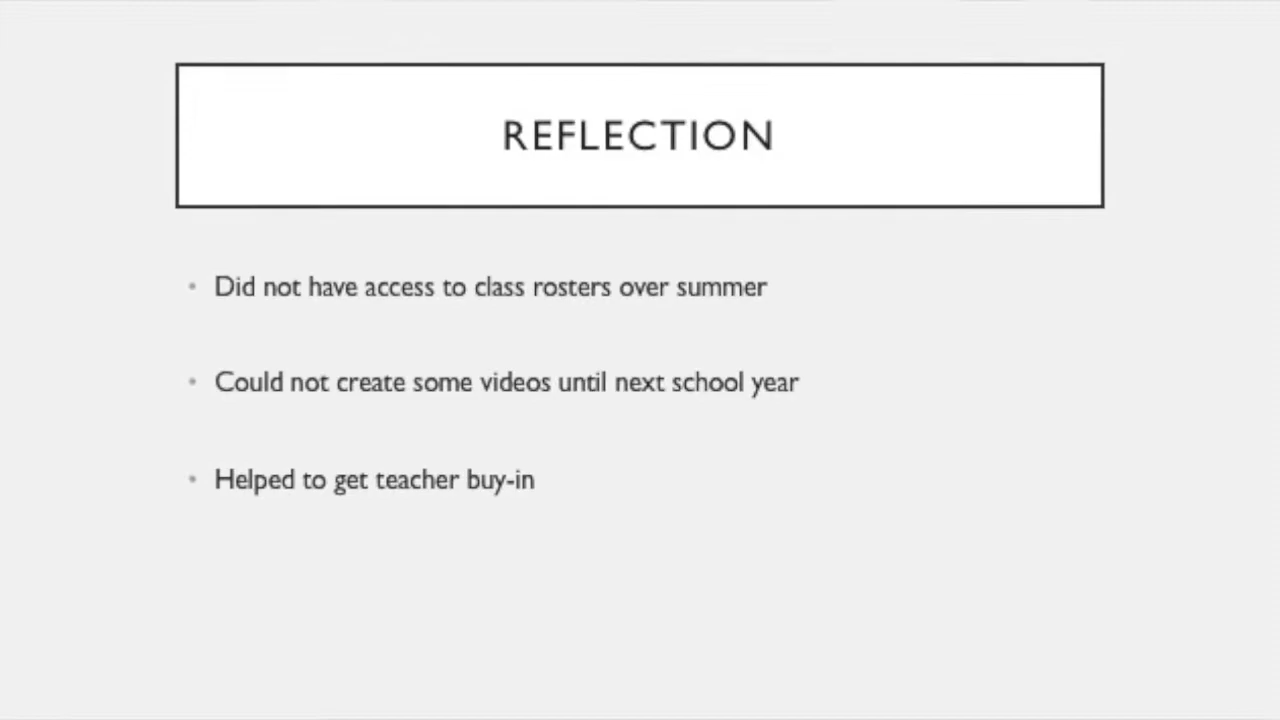 REFLECTION
• Did not have access to class rosters over summer
• Could not create some videos until next school year
• Helped to get teacher buy-in